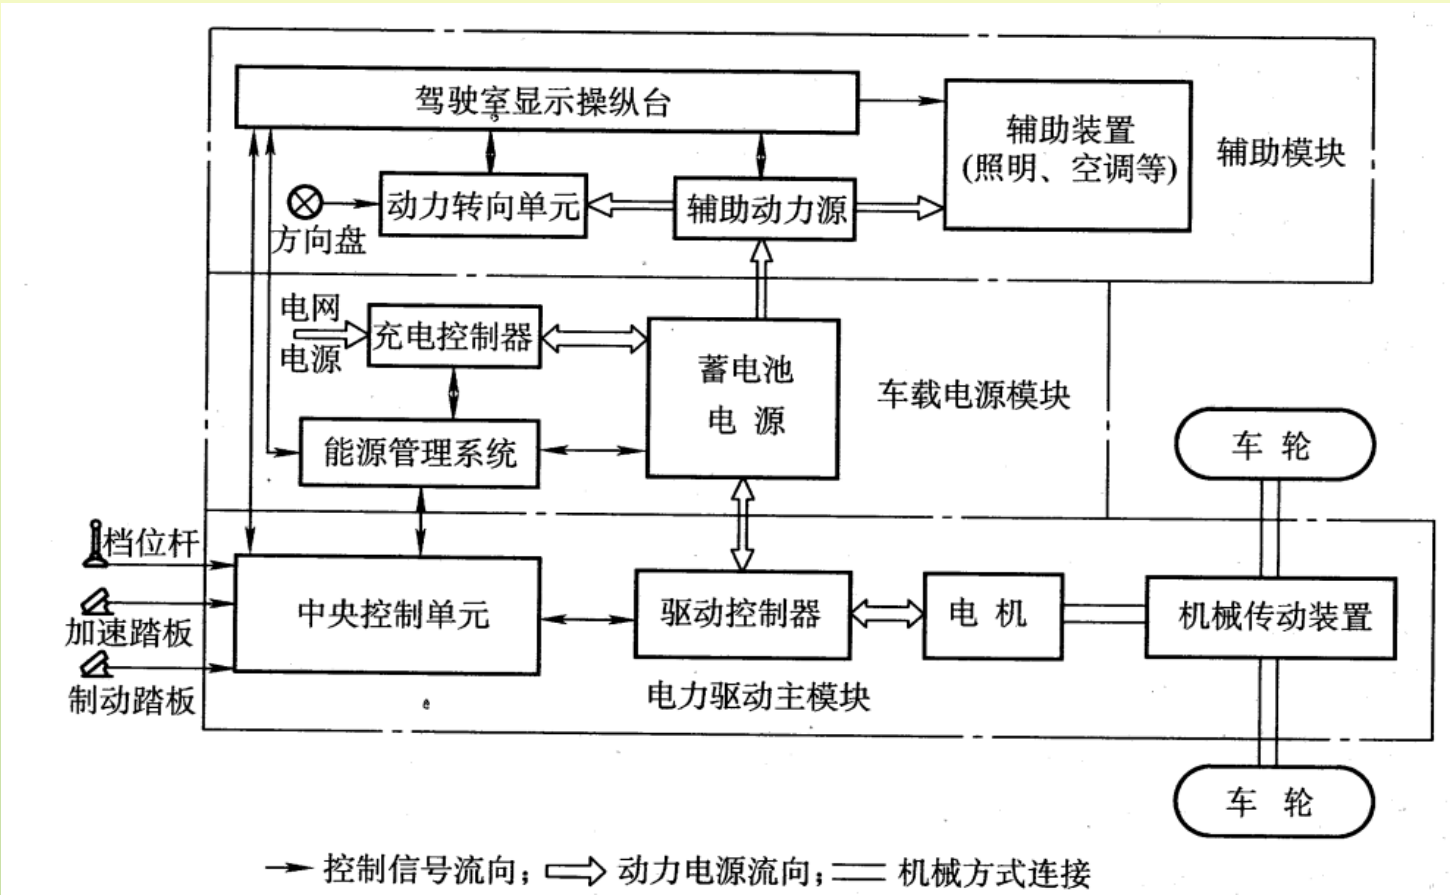 驾驶室显示操纵台
辅助装置
(照明、空调等)
辅助模块
动力转向单元
辅助动力源
方向盘
电网
电源
充电控制器
蓄电池
电 源
车载电源模块
能源管理系统
车 轮
档位杆
加速踏板
制动踏板
中央控制单元
驱动控制器
电 机
机械传动装置
电力驱动主模块
车 轮
控制信号流向; 动力电源流向; 机械方式连接